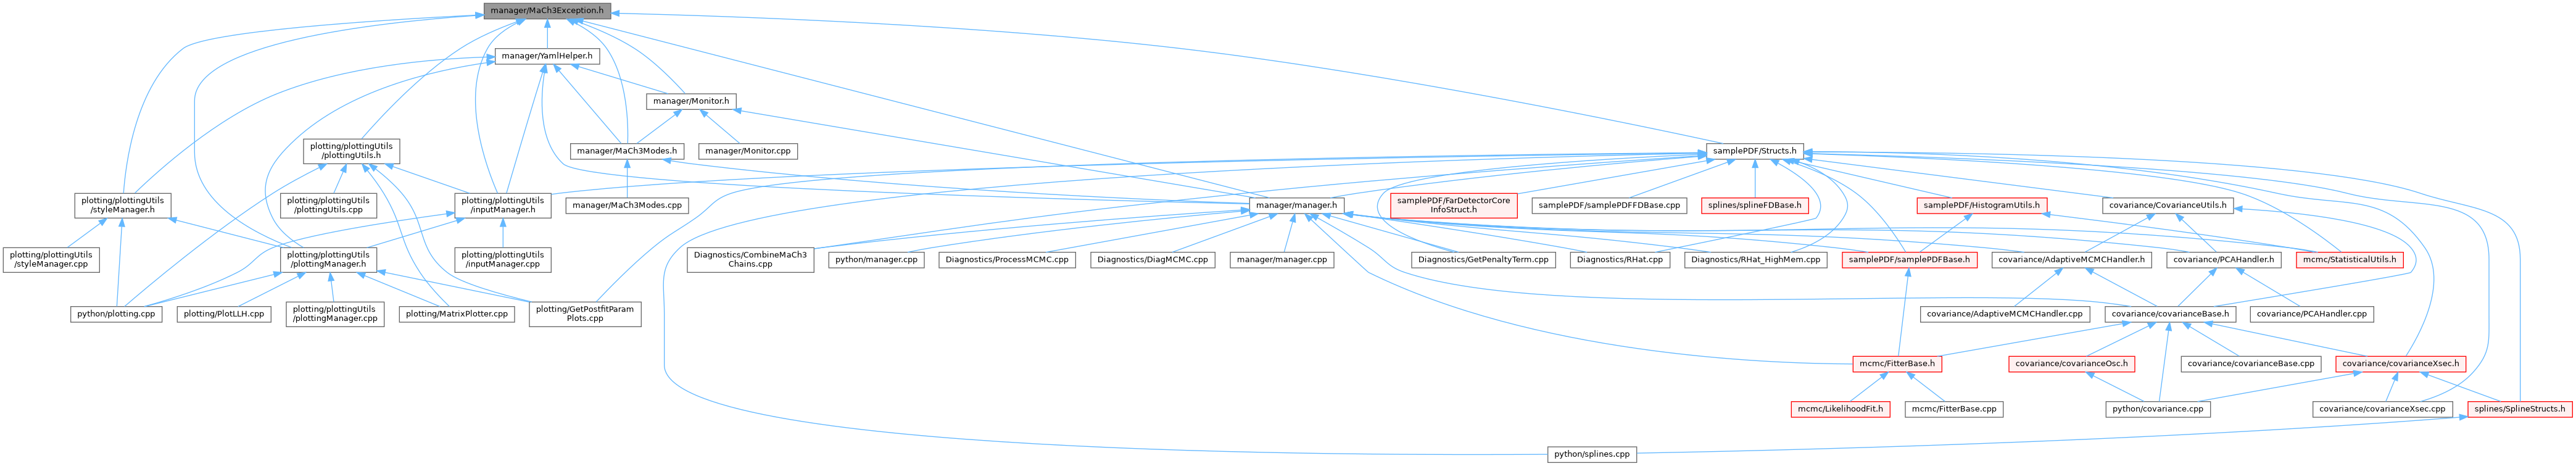 manager/MaCh3Exception.h
manager/YamlHelper.h
manager/Monitor.h
plotting/plottingUtils
/plottingUtils.h
manager/MaCh3Modes.h
manager/Monitor.cpp
samplePDF/Structs.h
plotting/plottingUtils
/styleManager.h
plotting/plottingUtils
/plottingUtils.cpp
plotting/plottingUtils
/inputManager.h
manager/MaCh3Modes.cpp
manager/manager.h
samplePDF/FarDetectorCore
InfoStruct.h
samplePDF/samplePDFFDBase.cpp
splines/splineFDBase.h
samplePDF/HistogramUtils.h
covariance/CovarianceUtils.h
plotting/plottingUtils
/styleManager.cpp
plotting/plottingUtils
/plottingManager.h
plotting/plottingUtils
/inputManager.cpp
Diagnostics/CombineMaCh3
Chains.cpp
python/manager.cpp
Diagnostics/ProcessMCMC.cpp
Diagnostics/DiagMCMC.cpp
manager/manager.cpp
Diagnostics/GetPenaltyTerm.cpp
Diagnostics/RHat.cpp
Diagnostics/RHat_HighMem.cpp
samplePDF/samplePDFBase.h
covariance/AdaptiveMCMCHandler.h
covariance/PCAHandler.h
mcmc/StatisticalUtils.h
python/plotting.cpp
plotting/PlotLLH.cpp
plotting/plottingUtils
/plottingManager.cpp
plotting/MatrixPlotter.cpp
plotting/GetPostfitParam
Plots.cpp
covariance/AdaptiveMCMCHandler.cpp
covariance/covarianceBase.h
covariance/PCAHandler.cpp
mcmc/FitterBase.h
covariance/covarianceOsc.h
covariance/covarianceBase.cpp
covariance/covarianceXsec.h
mcmc/LikelihoodFit.h
mcmc/FitterBase.cpp
python/covariance.cpp
covariance/covarianceXsec.cpp
splines/SplineStructs.h
python/splines.cpp